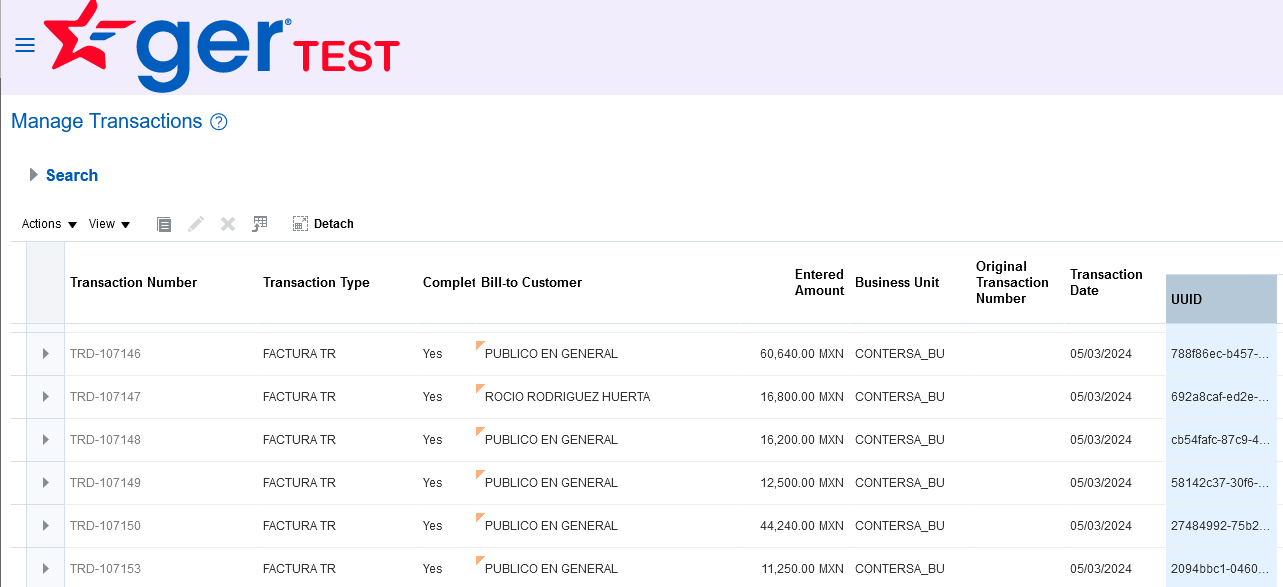 ger® TEST
Manage Transactions ?
Search
Actions View Detach
Transaction Number Transaction Type Complet Bill-to Customer Entered Amount Business Unit Original Transaction Number Transaction Date UUID
TRD-107146 FACTURA TR Yes PUBLICO EN GENERAL 60,640.00 MXN CONTERSA_BU 05/03/2024 788f86ec-b457-...
TRD-107147 FACTURA TR Yes ROCIO RODRIGUEZ HUERTA 16,800.00 MXN CONTERSA_BU 05/03/2024 692a8caf-ed2e-...
TRD-107148 FACTURA TR Yes PUBLICO EN GENERAL 16,200.00 MXN CONTERSA_BU 05/03/2024 cb54fafc-87c9-4...
TRD-107149 FACTURA TR Yes PUBLICO EN GENERAL 12,500.00 MXN CONTERSA_BU 05/03/2024 58142c37-30f6-...
TRD-107150 FACTURA TR Yes PUBLICO EN GENERAL 44,240.00 MXN CONTERSA_BU 05/03/2024 27484992-75b2...
TRD-107153 FACTURA TR Yes PUBLICO EN GENERAL 11,250.00 MXN CONTERSA_BU 05/03/2024 2094bbc1-0460...